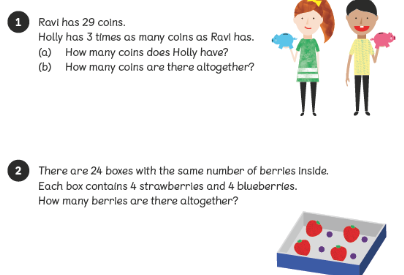 1 Ravi has 29 coins.
Holly has 3 times as many coins as Ravi has.
(a) How many coins does Holly have?
(b) How many coins are there altogether?
2 There are 24 boxes with the same number of berries inside.
Each box contains 4 strawberries and 4 blueberries.
How many berries are there altogether?